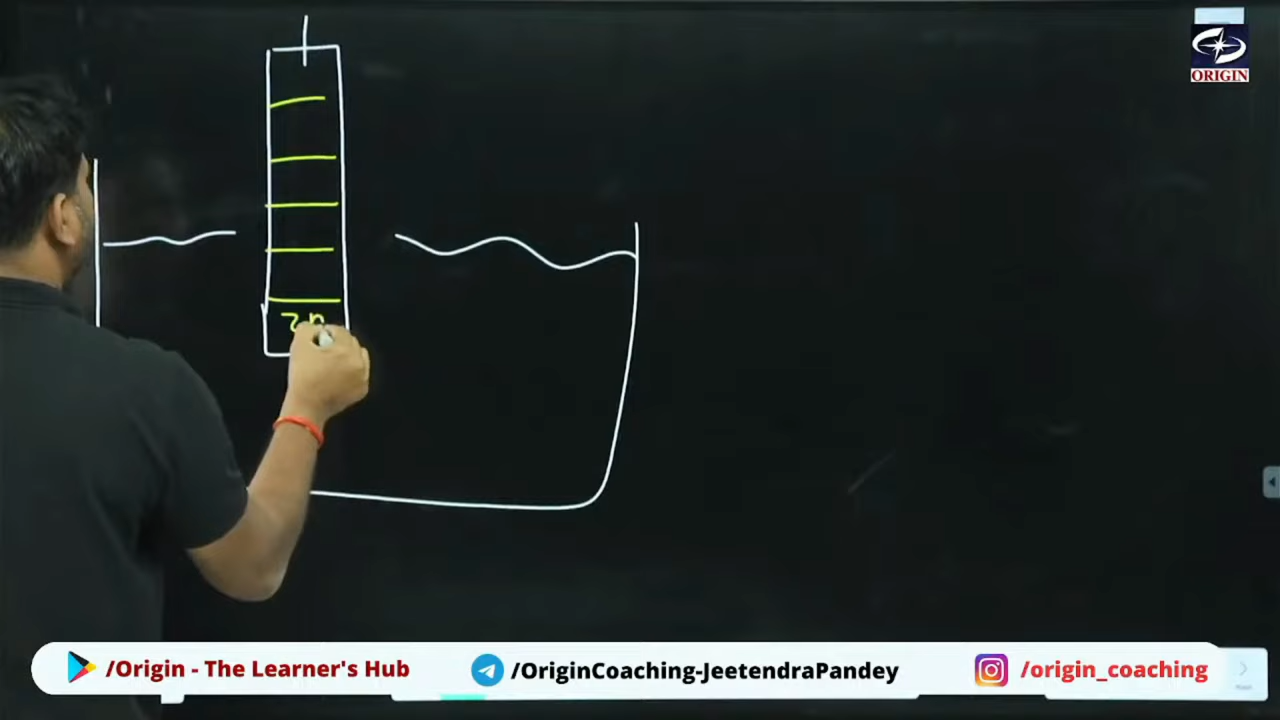 ORIGIN
zn
/Origin - The Learner's Hub
/OriginCoaching-JeetendraPandey
/origin_coaching